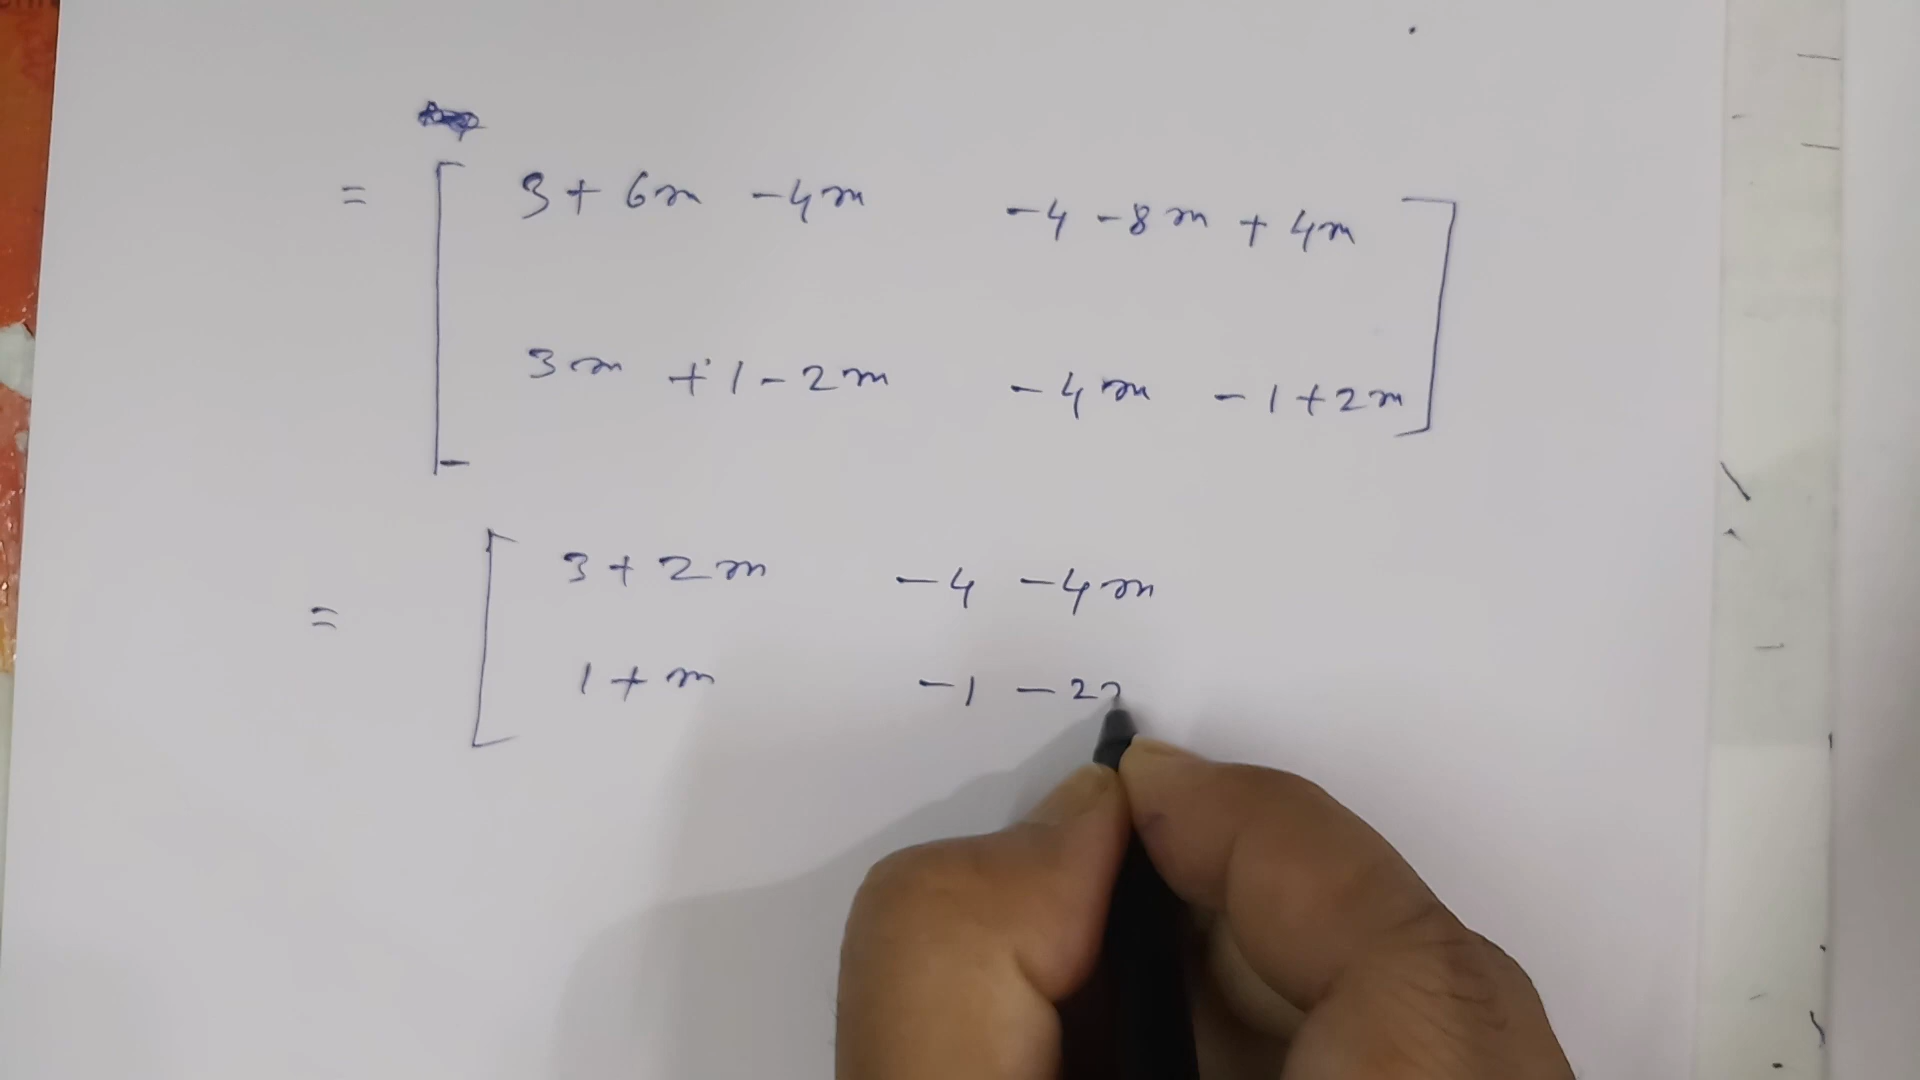 = [ 3 + 6m - 4m   -4 - 8m + 4m ]
3m + 1 - 2m   -4m - 1 + 2m
= [ 3 + 2m   -4 - 4m
1 + m   -1 - 2